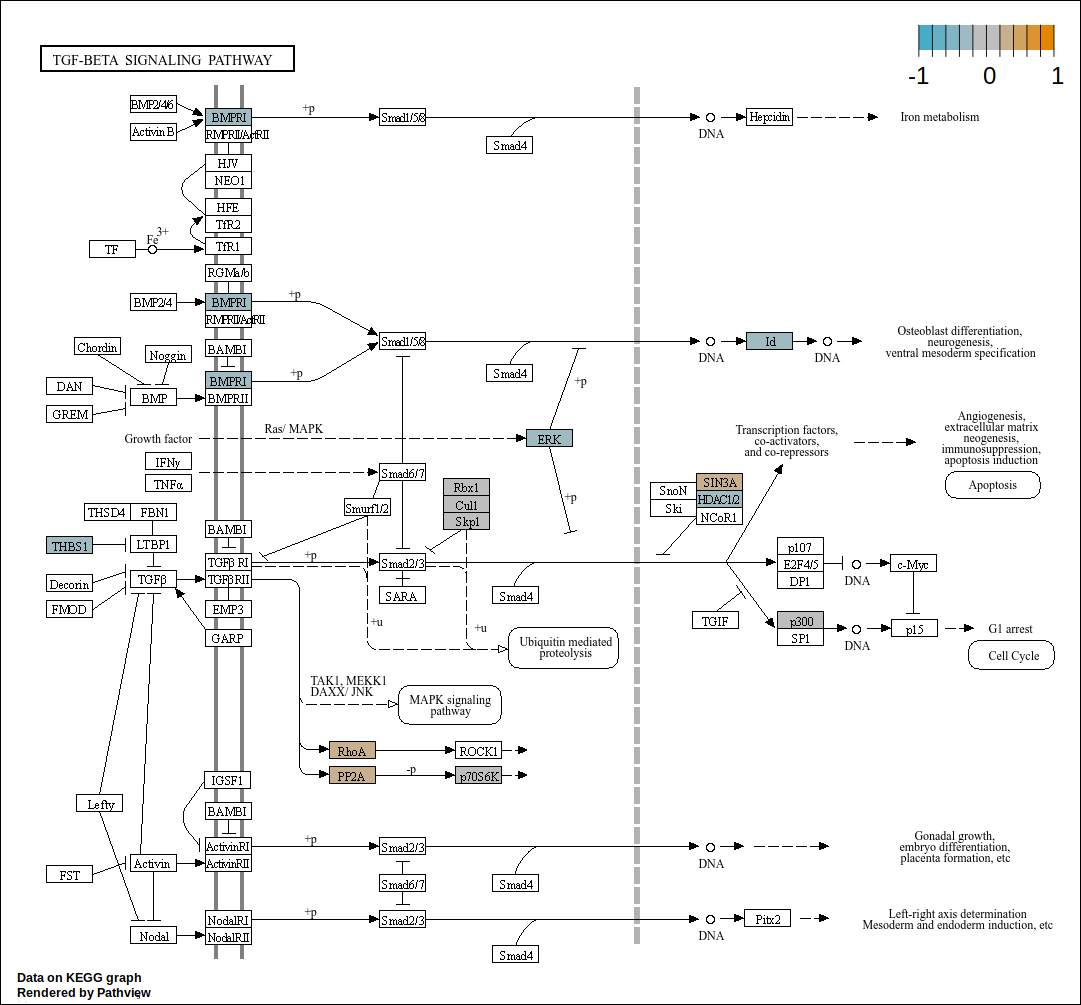 TGF-BETA SIGNALING PATHWAY
-1 0 1
BMP2/4/6
Activin B
BMPRI
RMPRII/ActRII
+p
Smad1/5/8
Smad4
DNA
Hepcidin
Iron metabolism
HJV
NEO1
HFE
TfR2
TF
Fe 3+
TfR1
RGMa/b
BMP2/4
BMPRI
RMPRII/ActRII
+p
Smad1/5/8
Smad4
DNA
Id
DNA
Osteoblast differentiation,
neurogenesis,
ventral mesoderm specification
Chordin
Noggin
BAMBI
DAN
GREM
BMP
BMPRI
BMPRII
+p
+p
Growth factor
Ras/ MAPK
ERK
+p
Transcription factors,
co-activators,
and co-repressors
Angiogenesis,
extracellular matrix
neogenesis,
immunosuppression,
apoptosis induction
Apoptosis
IFNγ
TNFα
Smad6/7
Smurf1/2
Rbx1
Cul1
Skp1
SnoN
Ski
SIN3A
HDAC1/2
NCoR1
THSD4
FBN1
THBS1
LTBP1
BAMBI
Decorin
FMOD
TGFβ
TGFβ RI
TGFβ RII
+p
Smad2/3
SARA
Smad4
EMP3
GARP
+u
+u
Ubiquitin mediated
proteolysis
p107
E2F4/5
DP1
DNA
c-Myc
TGIF
p300
SP1
DNA
p15
G1 arrest
Cell Cycle
TAK1, MEKK1
DAXX/ JNK
MAPK signaling
pathway
RhoA
ROCK1
PP2A
-p
p70S6K
Lefty
IGSF1
BAMBI
FST
Activin
ActivinRI
ActivinRII
+p
Smad2/3
Smad4
DNA
Gonadal growth,
embryo differentiation,
placenta formation, etc
Smad6/7
Nodal
NodalRI
NodalRII
+p
Smad2/3
Smad4
DNA
Pitx2
Left-right axis determination
Mesoderm and endoderm induction, etc
Data on KEGG graph
Rendered by Pathview